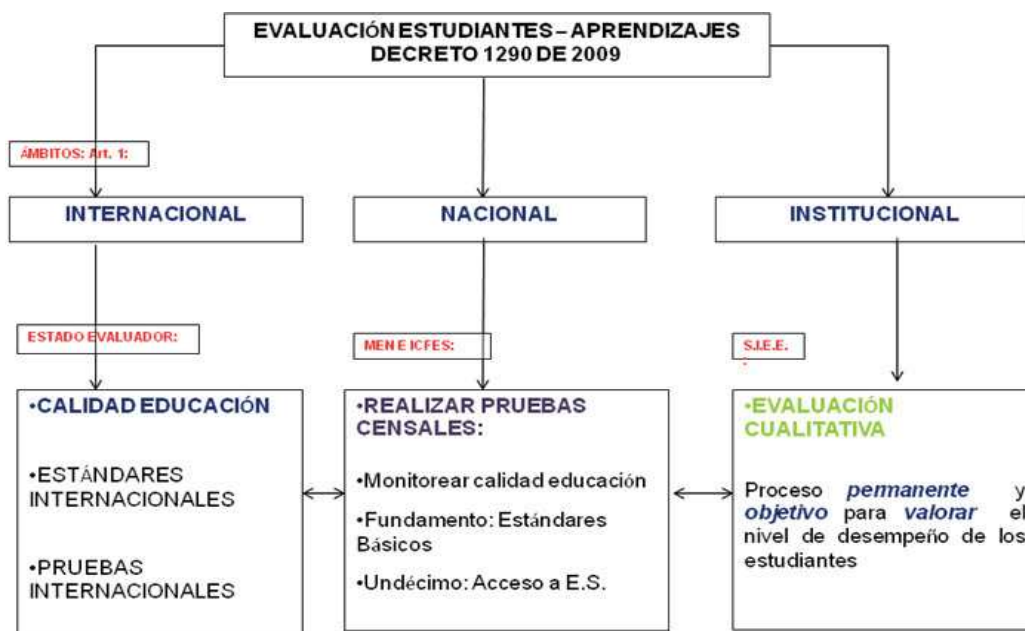 EVALUACIÓN ESTUDIANTES – APRENDIZAJES
DECRETO 1290 DE 2009
ÁMBITOS: Art. 1:
INTERNACIONAL
NACIONAL
INSTITUCIONAL
ESTADO EVALUADOR:
MEN E ICFES:
S.I.E.E.
:
•CALIDAD EDUCACIÓN
•ESTÁNDARES
INTERNACIONALES
•PRUEBAS
INTERNACIONALES
•REALIZAR PRUEBAS
CENSALES:
•Monitorear calidad educación
•Fundamento: Estándares
Básicos
•Undécimo: Acceso a E.S.
•EVALUACIÓN
CUALITATIVA
Proceso permanente y
objetivo para valorar el
nivel de desempeño de los
estudiantes